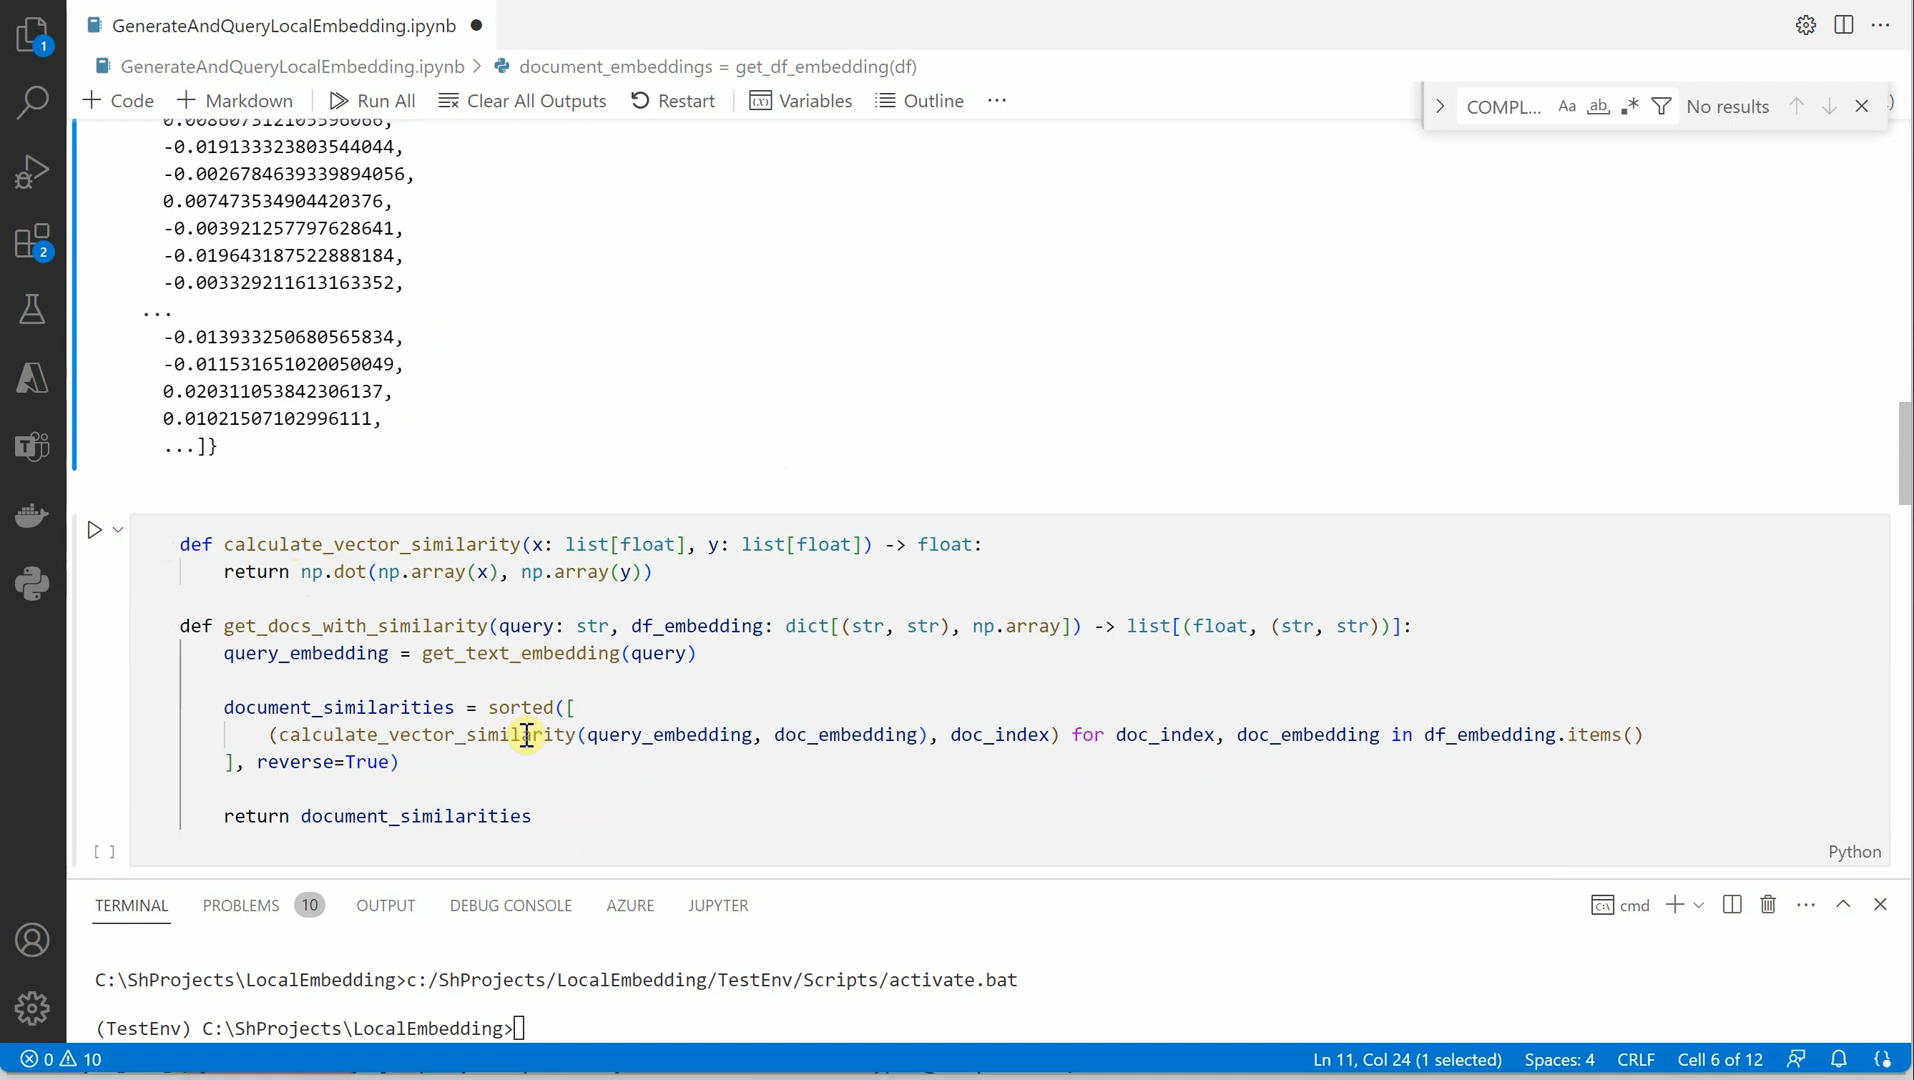 GenerateAndQueryLocalEmbedding.ipynb
GenerateAndQueryLocalEmbedding.ipynb > document_embeddings = get_df_embedding(df)
+ Code + Markdown Run All Clear All Outputs Restart Variables Outline ...
COMPL... Aa ab .* No results
0.008607312105596066,
-0.019133323803544044,
-0.0026784639339894056,
0.007473534904420376,
-0.003921257797628641,
-0.019643187522888184,
-0.003329211613163352,
...
-0.013933250680565834,
-0.011531651020050049,
0.020311053842306137,
0.01021507102996111,
...]}
def calculate_vector_similarity(x: list[float], y: list[float]) -> float:
return np.dot(np.array(x), np.array(y))
def get_docs_with_similarity(query: str, df_embedding: dict[(str, str), np.array]) -> list[(float, (str, str))]:
query_embedding = get_text_embedding(query)
document_similarities = sorted([
(calculate_vector_similarity(query_embedding, doc_embedding), doc_index) for doc_index, doc_embedding in df_embedding.items()
], reverse=True)
return document_similarities
[ ]
Python
TERMINAL PROBLEMS 10 OUTPUT DEBUG CONSOLE AZURE JUPYTER
cmd
C:\ShProjects\LocalEmbedding>c:/ShProjects/LocalEmbedding/TestEnv/Scripts/activate.bat
(TestEnv) C:\ShProjects\LocalEmbedding>
1
2
0 10
Ln 11, Col 24 (1 selected) Spaces: 4 CRLF Cell 6 of 12